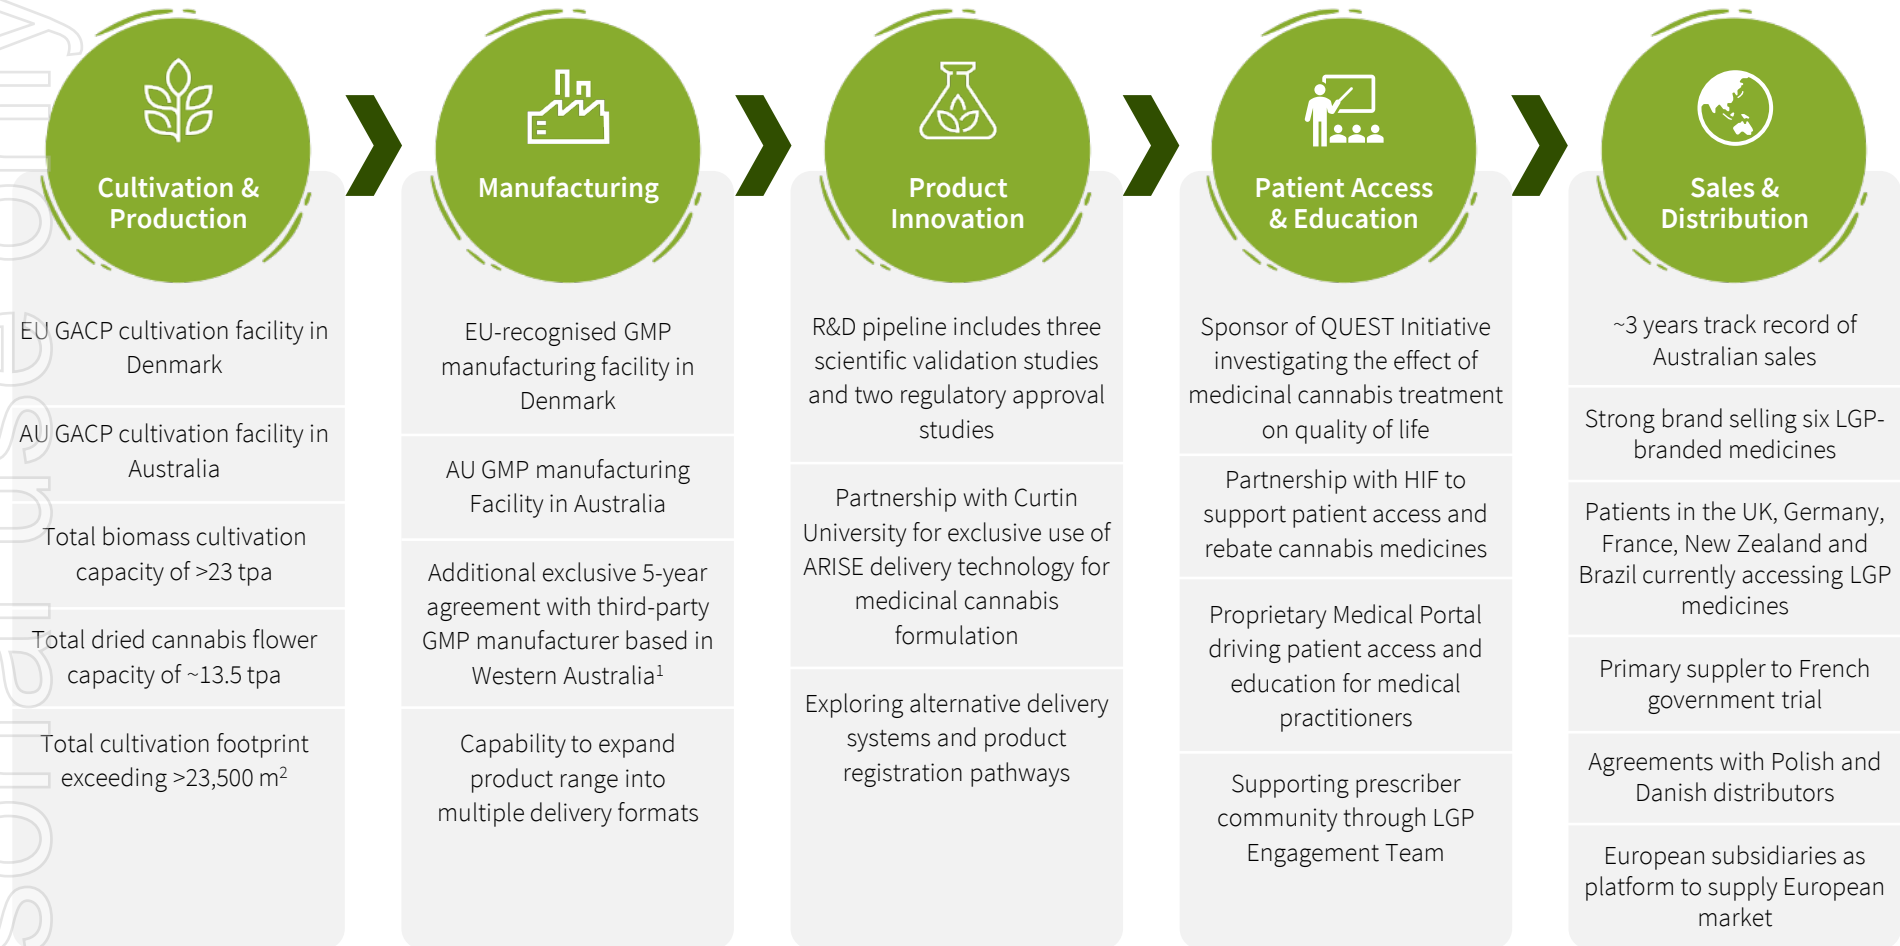 Cultivation &
Production
EU GACP cultivation facility in
Denmark
AU GACP cultivation facility in
Australia
Total biomass cultivation
capacity of >23 tpa
Total dried cannabis flower
capacity of ~13.5 tpa
Total cultivation footprint
exceeding >23,500 m²
Manufacturing
EU-recognised GMP
manufacturing facility in
Denmark
AU GMP manufacturing
Facility in Australia
Additional exclusive 5-year
agreement with third-party
GMP manufacturer based in
Western Australia¹
Capability to expand
product range into
multiple delivery formats
Product
Innovation
R&D pipeline includes three
scientific validation studies
and two regulatory approval
studies
Partnership with Curtin
University for exclusive use of
ARISE delivery technology for
medicinal cannabis
formulation
Exploring alternative delivery
systems and product
registration pathways
Patient Access
& Education
Sponsor of QUEST Initiative
investigating the effect of
medicinal cannabis treatment
on quality of life
Partnership with HIF to
support patient access and
rebate cannabis medicines
Proprietary Medical Portal
driving patient access and
education for medical
practitioners
Supporting prescriber
community through LGP
Engagement Team
Sales &
Distribution
~3 years track record of
Australian sales
Strong brand selling six LGP-
branded medicines
Patients in the UK, Germany,
France, New Zealand and
Brazil currently accessing LGP
medicines
Primary suppler to French
government trial
Agreements with Polish and
Danish distributors
European subsidiaries as
platform to supply European
market
sonal use only